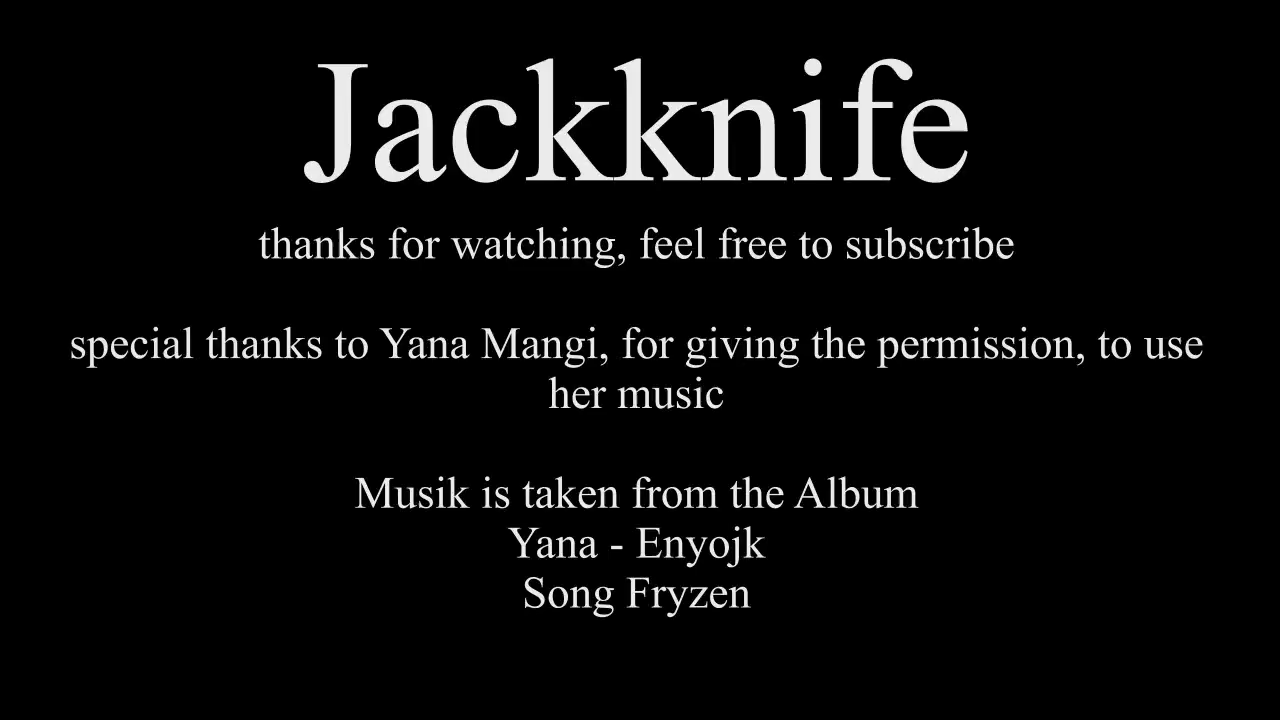 Jackknife
thanks for watching, feel free to subscribe
special thanks to Yana Mangi, for giving the permission, to use
her music
Musik is taken from the Album
Yana - Enyojk
Song Fryzen